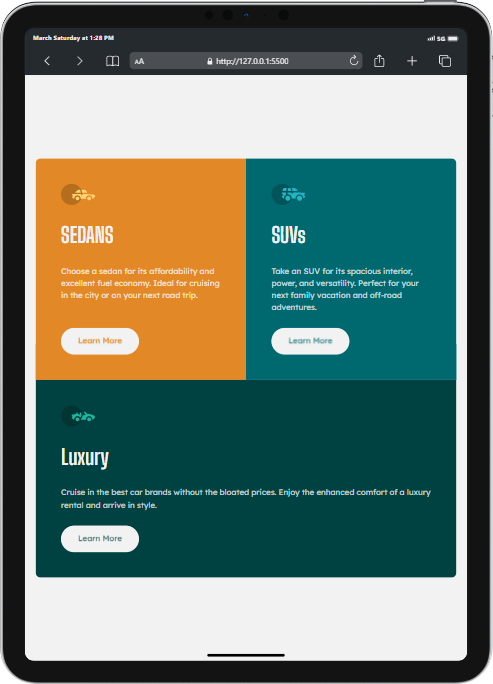 March Saturday at 1:28 PM
5G
AA
http://127.0.0.1:5500
SEDANS
Choose a sedan for its affordability and
excellent fuel economy. Ideal for cruising
in the city or on your next road trip.
Learn More
SUVs
Take an SUV for its spacious interior,
power, and versatility. Perfect for your
next family vacation and off-road
adventures.
Learn More
Luxury
Cruise in the best car brands without the bloated prices. Enjoy the enhanced comfort of a luxury
rental and arrive in style.
Learn More